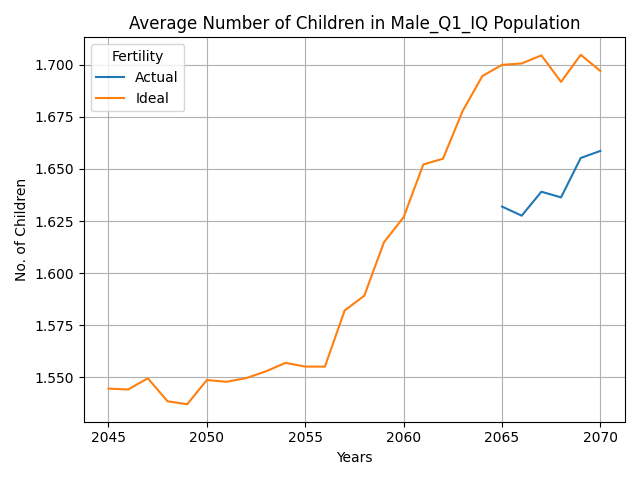 Average Number of Children in Male_Q1_IQ Population
Fertility
Actual
Ideal
No. of Children
1.700
1.675
1.650
1.625
1.600
1.575
1.550
2045 2050 2055 2060 2065 2070
Years